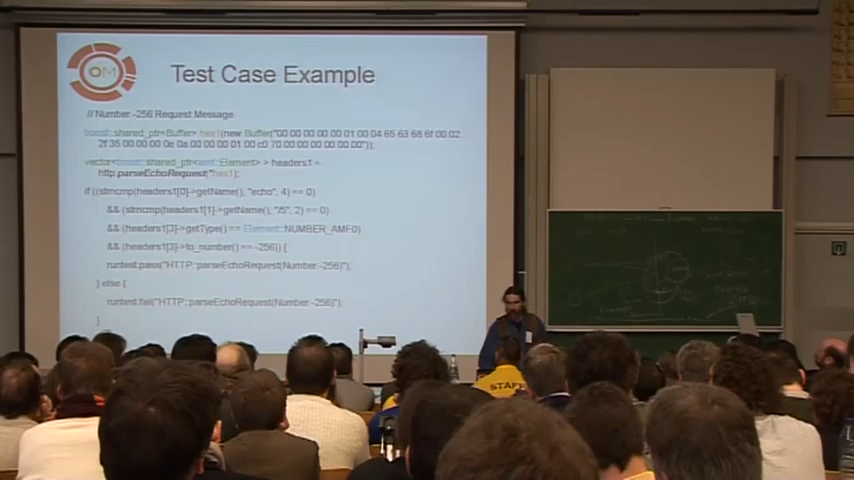 OM
Test Case Example
// Number -256 Request Message
boost::shared_ptr<Buffer> hex1(new Buffer("00 00 00 00 00 01 00 04 65 63 68 6f 00 02
2f 35 00 00 00 0e 0a 00 00 00 01 00 c0 70 00 00 00 00 00 00"));
vector<boost::shared_ptr<amf::Element> > headers1 =
http.parseEchoRequest(*hex1);
if ((strncmp(headers1[0]->getName(), "echo", 4) == 0)
&& (strncmp(headers1[1]->getName(), "/5", 2) == 0)
&& (headers1[3]->getType() == Element::NUMBER_AMF0)
&& (headers1[3]->to_number() == -256)) {
runtest.pass("HTTP::parseEchoRequest(Number -256)");
} else {
runtest.fail("HTTP::parseEchoRequest(Number -256)");
}
STAFF